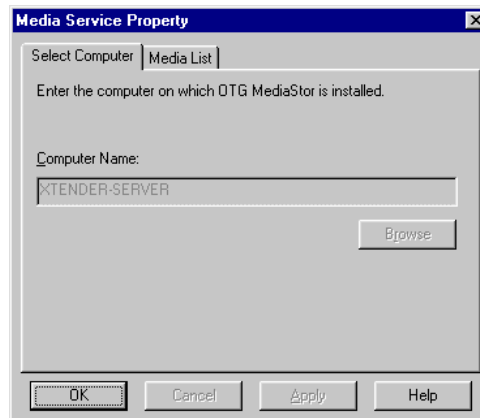 Media Service Property
Select Computer Media List
Enter the computer on which OTG MediaStor is installed.
Computer Name:
XTENDER-SERVER
Browse
OK Cancel Apply Help